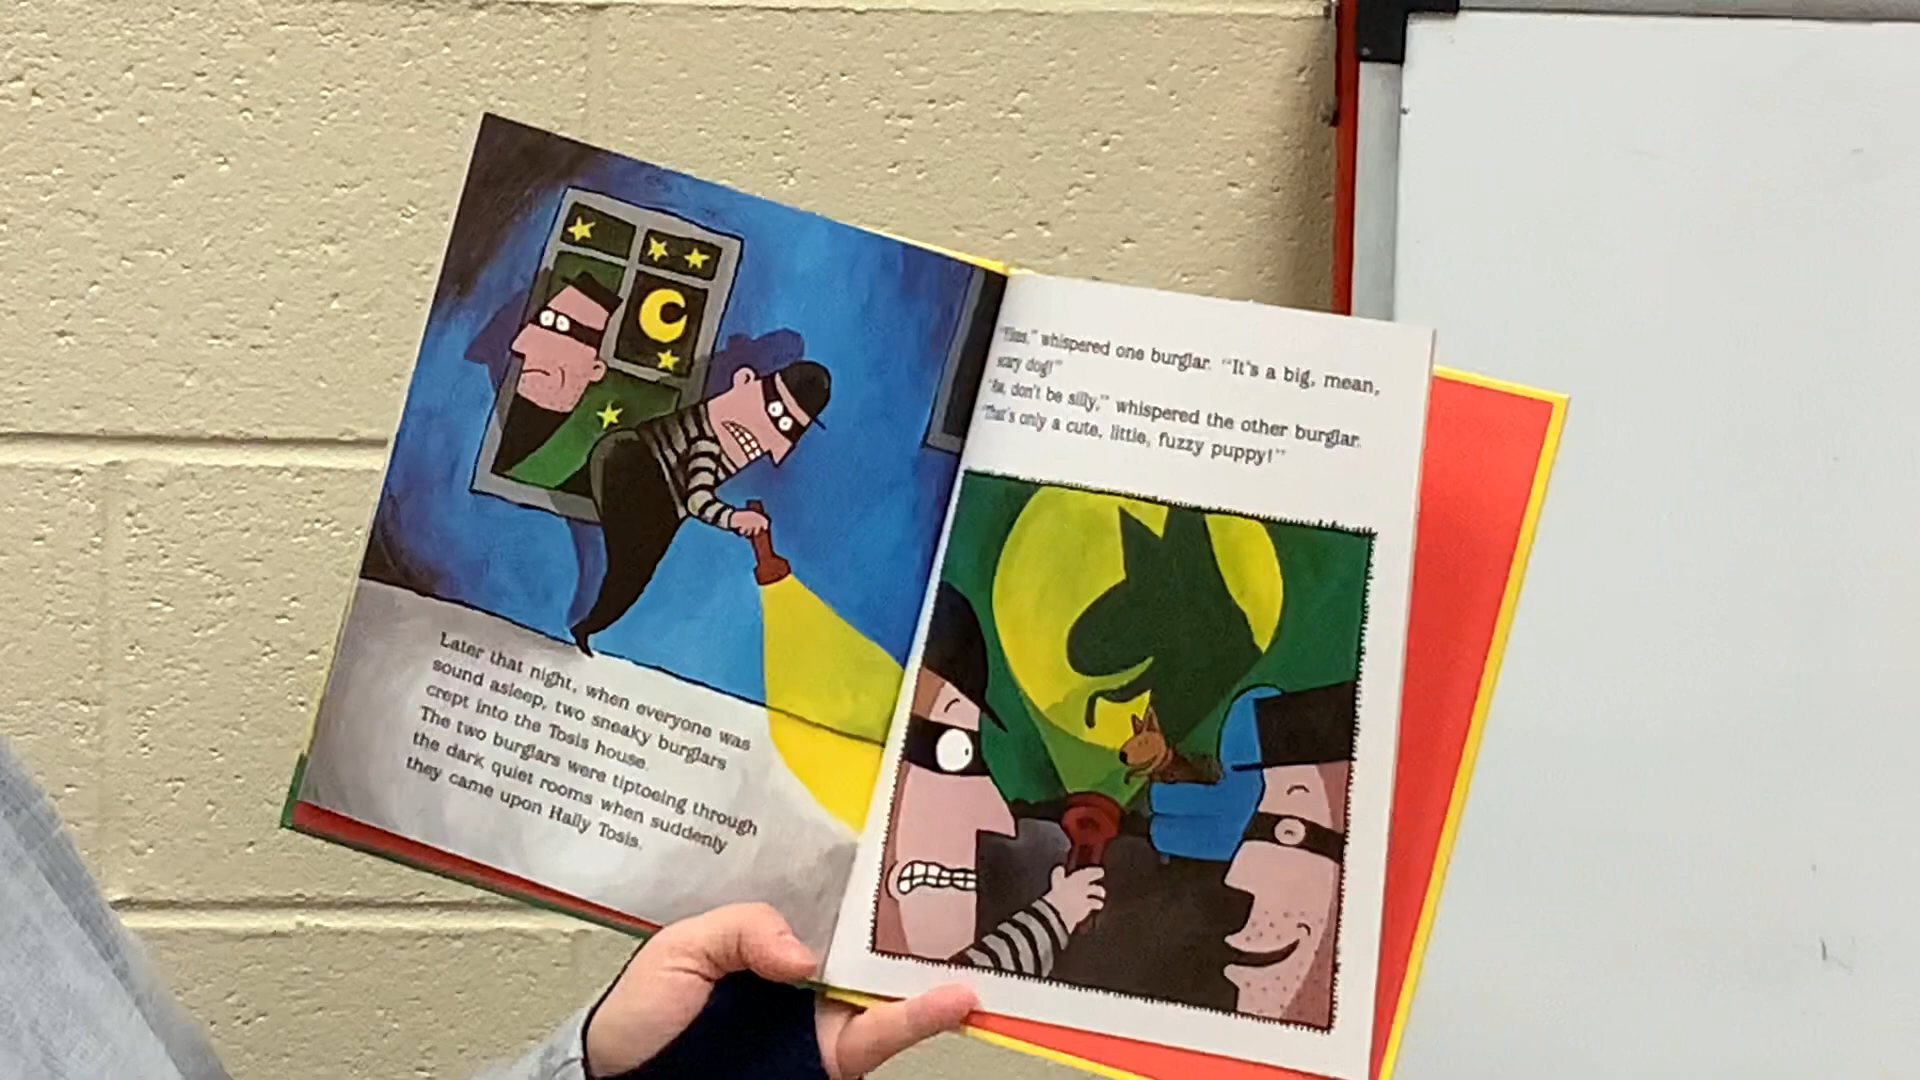 Later that night, when everyone was
sound asleep, two sneaky burglars
crept into the Tosis house.
The two burglars were tiptoeing through
the dark quiet rooms when suddenly
they came upon Hally Tosis.
whispered one burglar. "It's a big, mean,
scary dog!"
don't be silly," whispered the other burglar.
"That's only a cute, little, fuzzy puppy!"